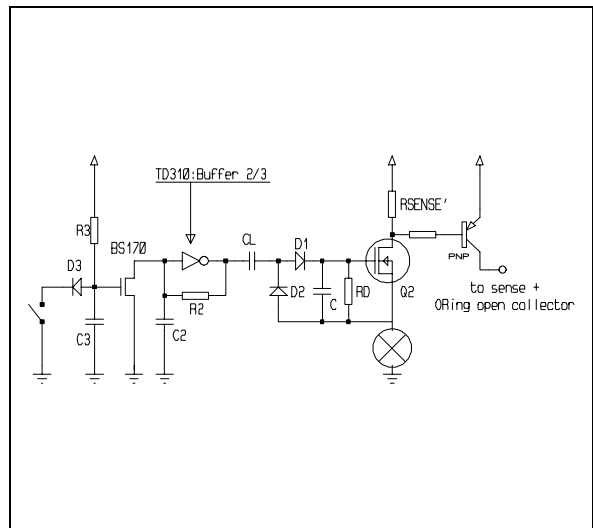 TD310:Buffer 2/3
RSENSE'
R3
BS170
CL
D1
PNP
D3
D2
C
RD
Q2
to sense +
ORing open collector
R2
C3
C2